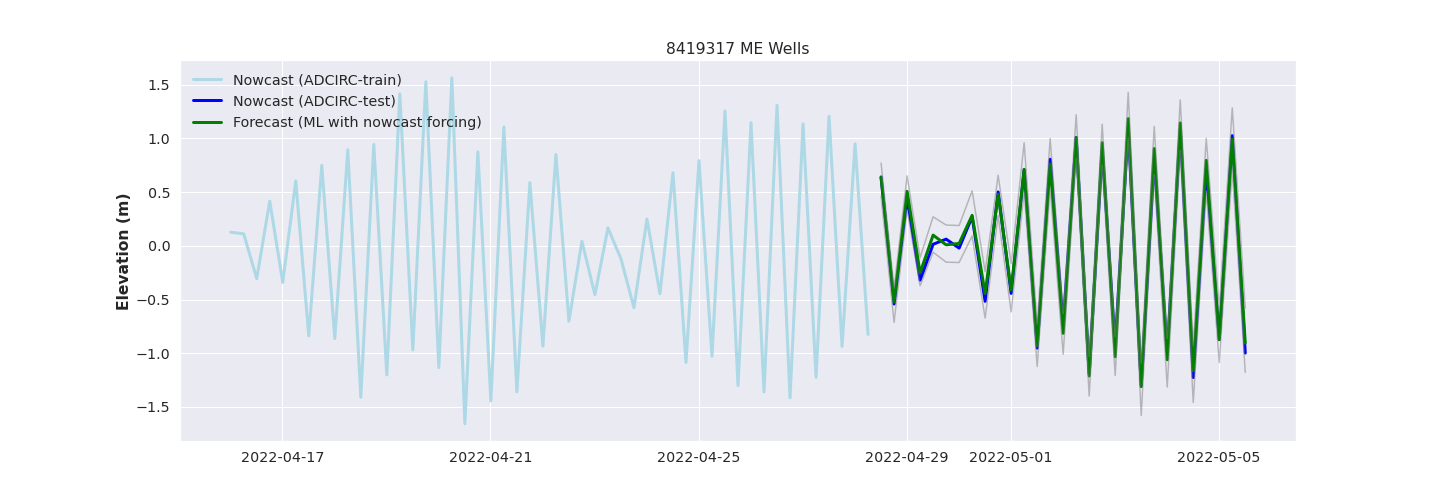 8419317 ME Wells
Nowcast (ADCIRC-train)
Nowcast (ADCIRC-test)
Forecast (ML with nowcast forcing)
Elevation (m)
1.5
1.0
0.5
0.0
−0.5
−1.0
−1.5
2022-04-17 2022-04-21 2022-04-25 2022-04-29 2022-05-01 2022-05-05